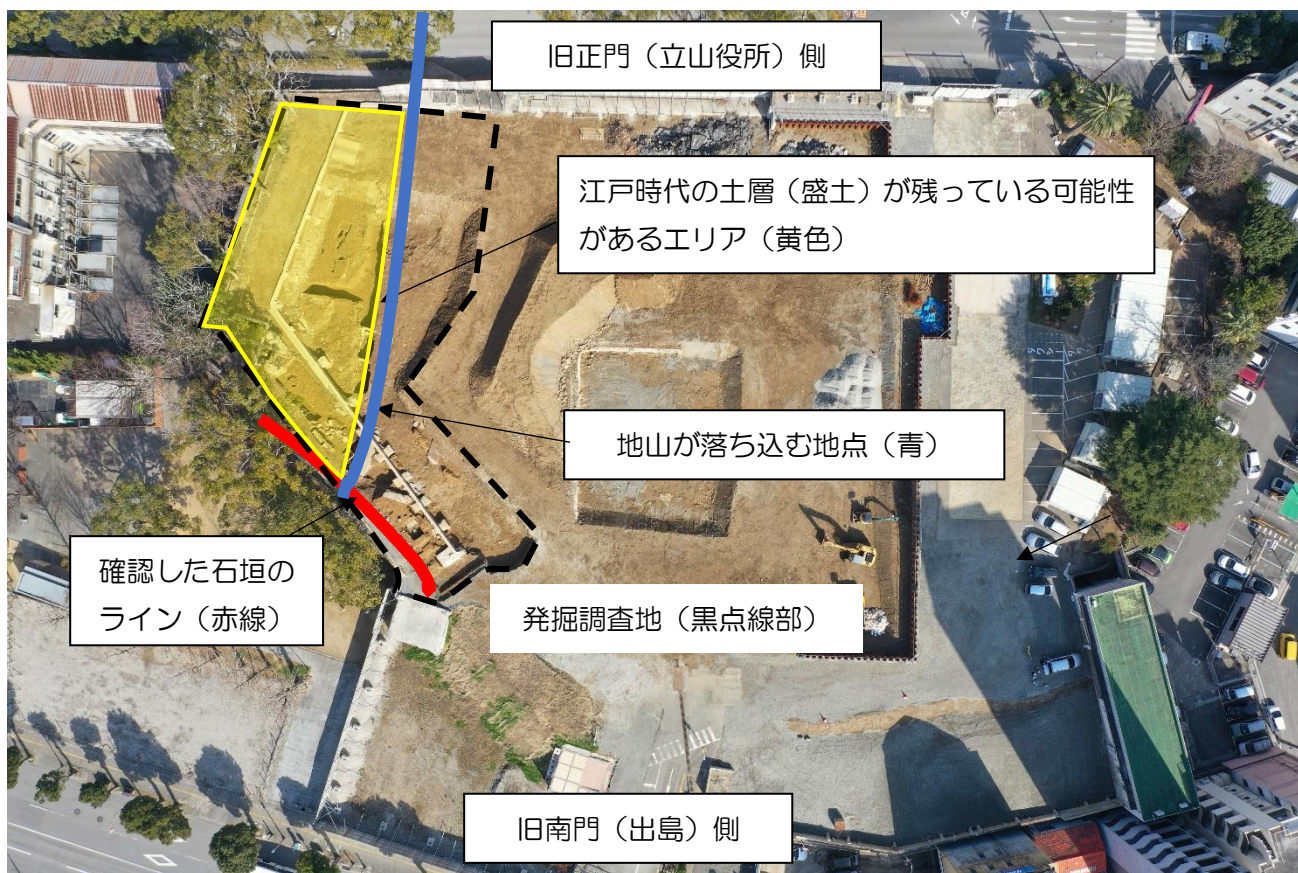 旧正門（立山役所）側
江戸時代の土層（盛土）が残っている可能性
があるエリア（黄色）
地山が落ち込む地点（青）
確認した石垣の
ライン（赤線）
発掘調査地（黒点線部）
旧南門（出島）側